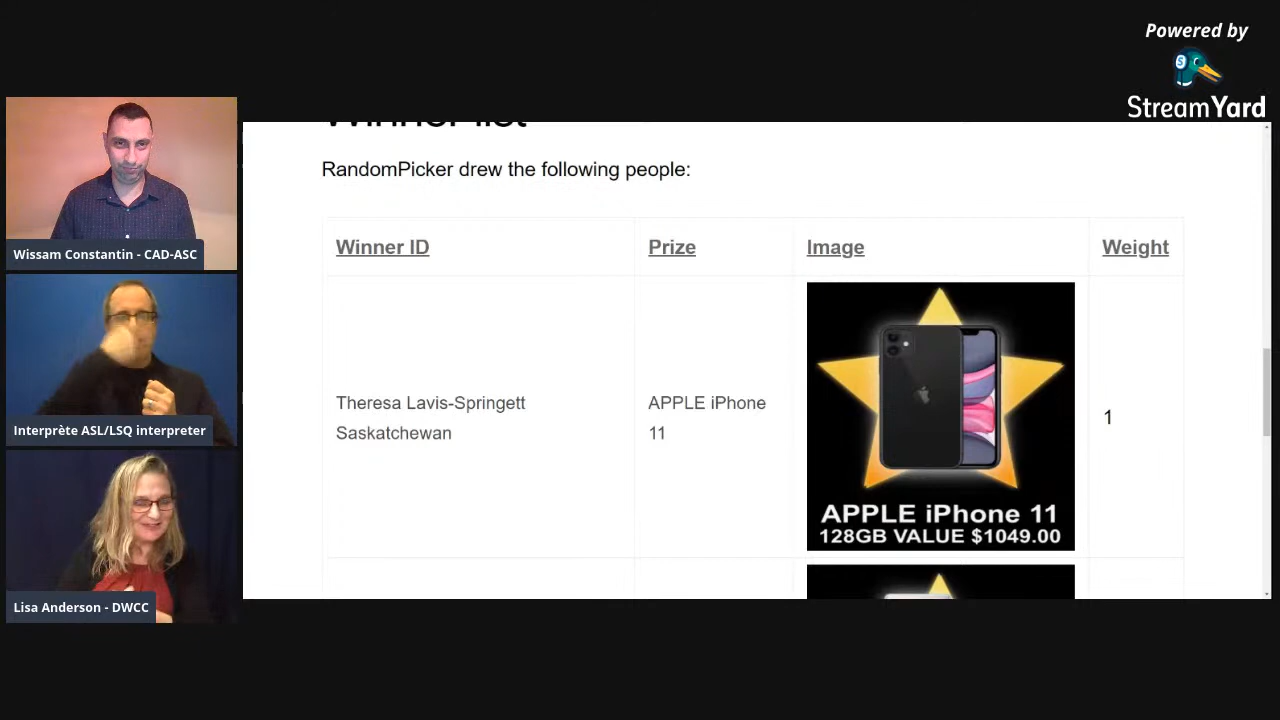 Powered by
StreamYard
Winner list
RandomPicker drew the following people:
Winner ID Prize Image Weight
Theresa Lavis-Springett
Saskatchewan
APPLE iPhone
11
APPLE iPhone 11
128GB VALUE $1049.00
1
Wissam Constantin - CAD-ASC
Interprète ASL/LSQ interpreter
Lisa Anderson - DWCC